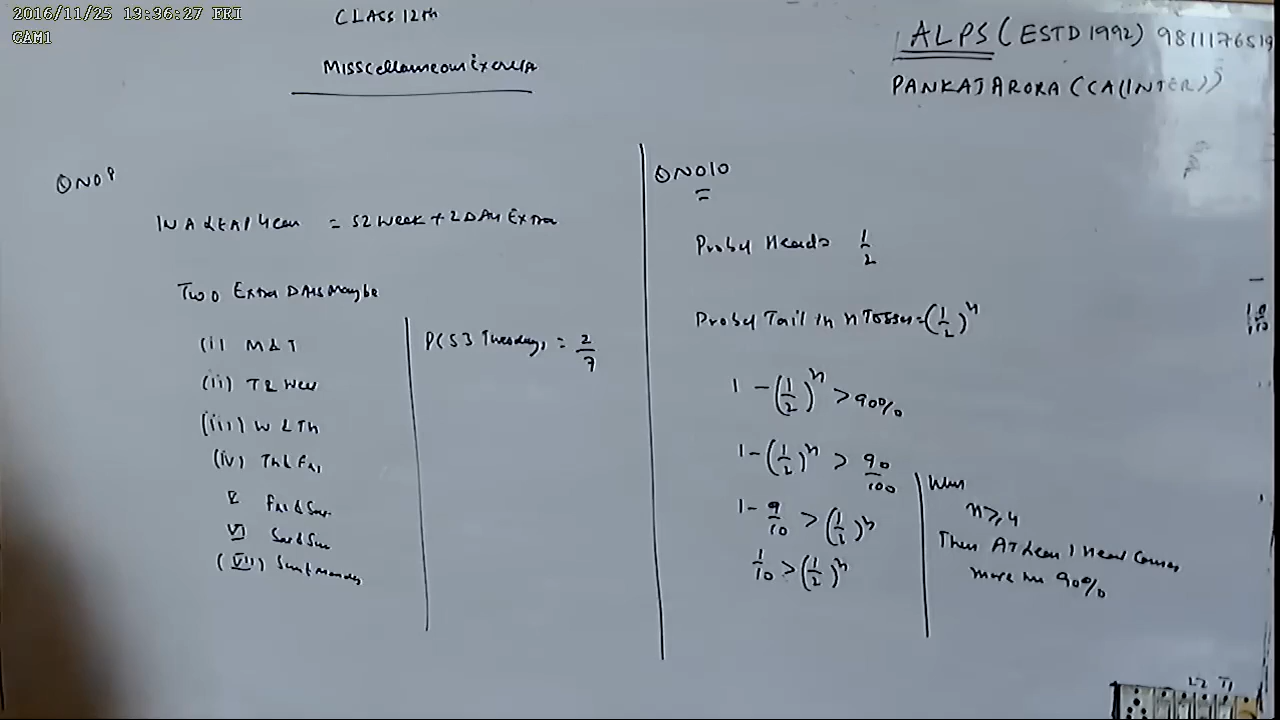 2016/11/25 19:36:27 FRI
CAM1
CLASS 12th
MISSCellaneous Exercise
ALPS (ESTD 1992) 9811176519
PANKAJ ARORA (CA(INTER))
QNO 9
IN A LEAP Year = 52 Week + 2 DAY Extra
Two Extra DAYS May be
(i) M & T
(ii) T & Wed
(iii) W & Th
(iv) Th & Fri
V Fri & Sat
VI Sat & Sun
(VII) Sun & Monday
P(53 Tuesday) = 2/7
QNO10
=
Prob of Heads 1/2
Prob of Tail in n Tosses = (1/2)^n
1 - (1/2)^n > 90%
1 - (1/2)^n > 90/100
1 - 9/10 > (1/2)^n
1/10 > (1/2)^n
When
n ≥ 4
Then AT Least 1 Head Comes
more than 90%
L2 T1